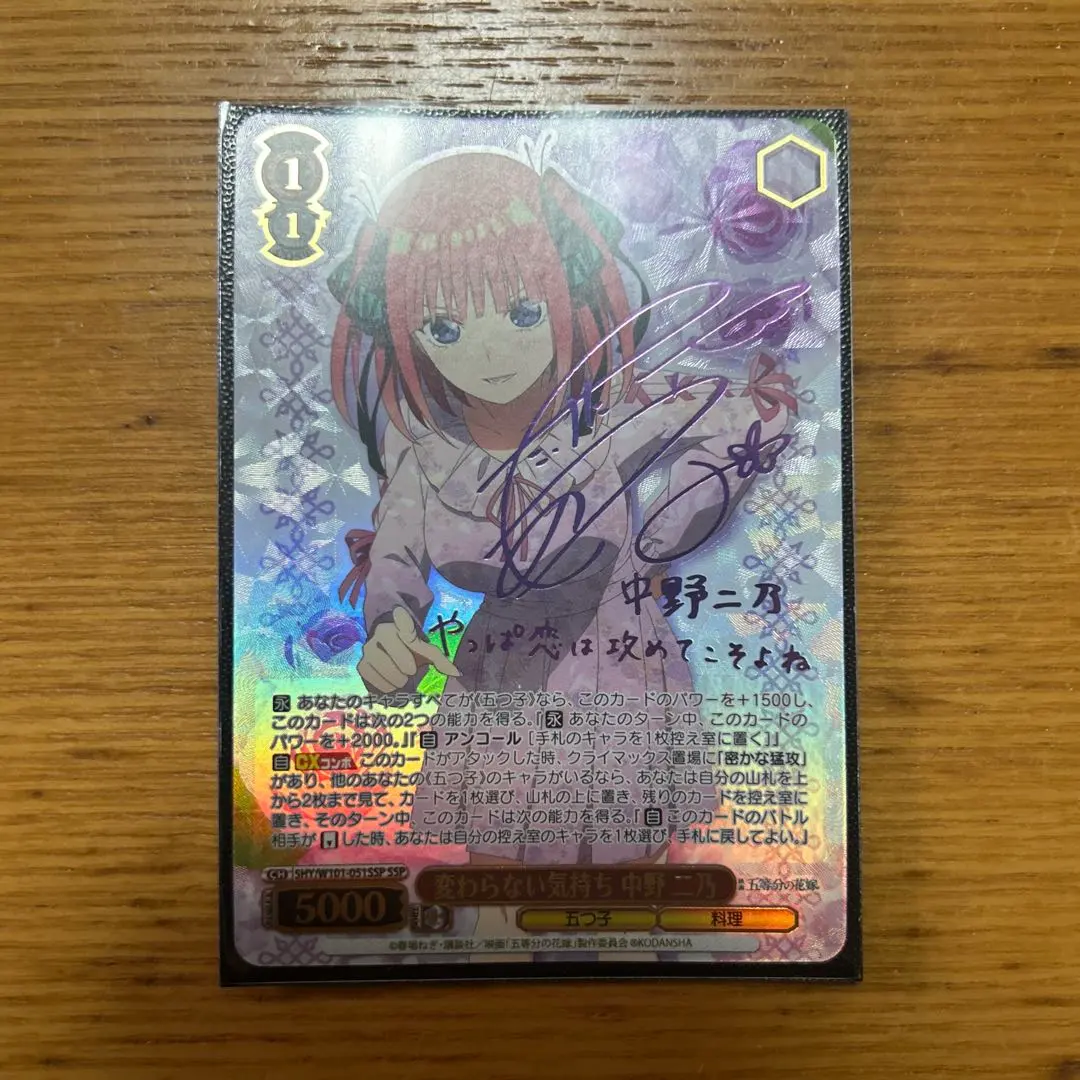 1
1
中野二乃
やっぱ恋は攻めてこそよね
永 あなたのキャラすべてが《五つ子》なら、このカードのパワーを+1500し、
このカードは次の2つの能力を得る。『永 あなたのターン中、このカードの
パワーを+2000。』『自 アンコール [手札のキャラを1枚控え室に置く]』
自 CXコンボ このカードがアタックした時、クライマックス置場に「密かな猛攻」
があり、他のあなたの《五つ子》のキャラがいるなら、あなたは自分の山札を上
から2枚まで見て、カードを1枚選び、山札の上に置き、残りのカードを控え室に
置き、そのターン中、このカードは次の能力を得る。『自 このカードのバトル
相手が した時、あなたは自分の控え室のキャラを1枚選び、手札に戻してよい。』
CH 5HY/W101-051SSP SSP
変わらない気持ち 中野 二乃
映画 五等分の花嫁
5000
五つ子 料理
©春場ねぎ・講談社／映画「五等分の花嫁」製作委員会 ®KODANSHA